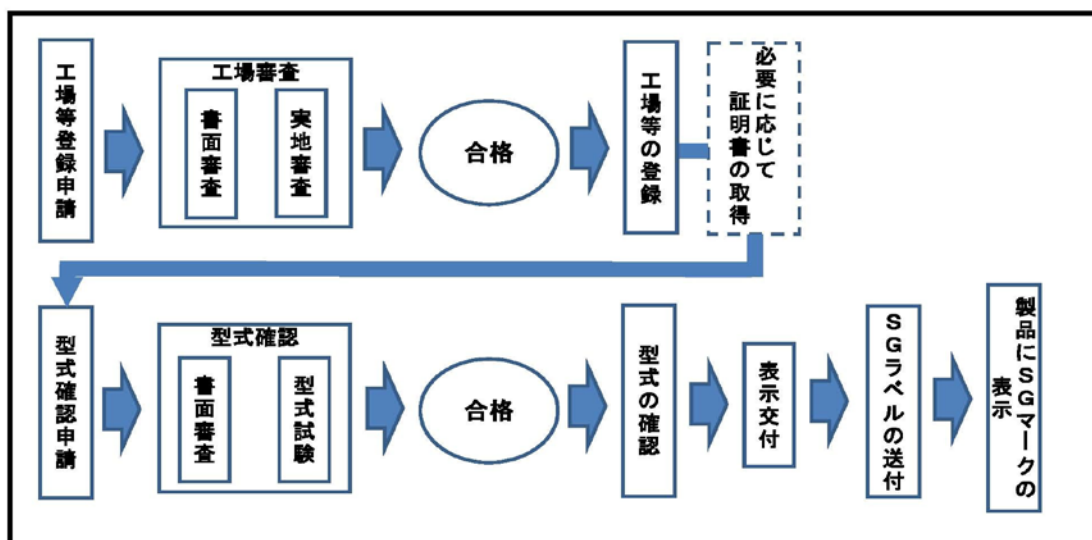 工場等登録申請
工場審査
書面審査
実地審査
合格
工場等の登録
必要に応じて
証明書の取得
型式確認申請
型式確認
書面審査
型式試験
合格
型式の確認
表示交付
SGラベルの送付
製品にSGマークの
表示